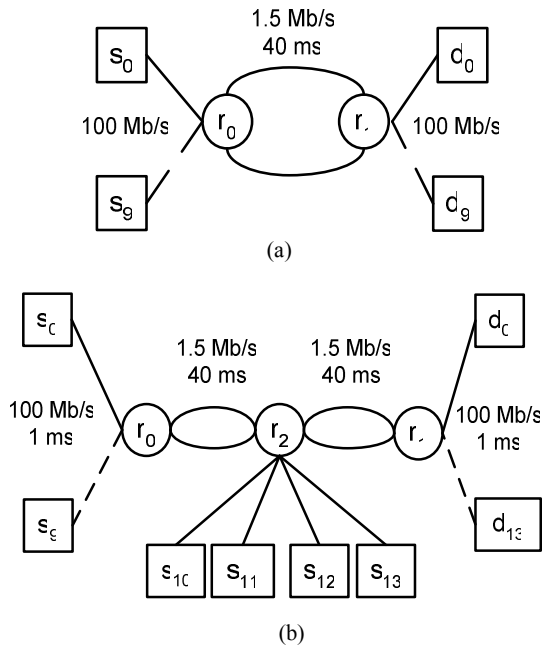 1.5 Mb/s
40 ms
s0
d0
100 Mb/s
r0
r
100 Mb/s
s9
d9
(a)
s0
d0
1.5 Mb/s
40 ms
1.5 Mb/s
40 ms
100 Mb/s
1 ms
r0
r2
r
100 Mb/s
1 ms
s9
d13
s10
s11
s12
s13
(b)